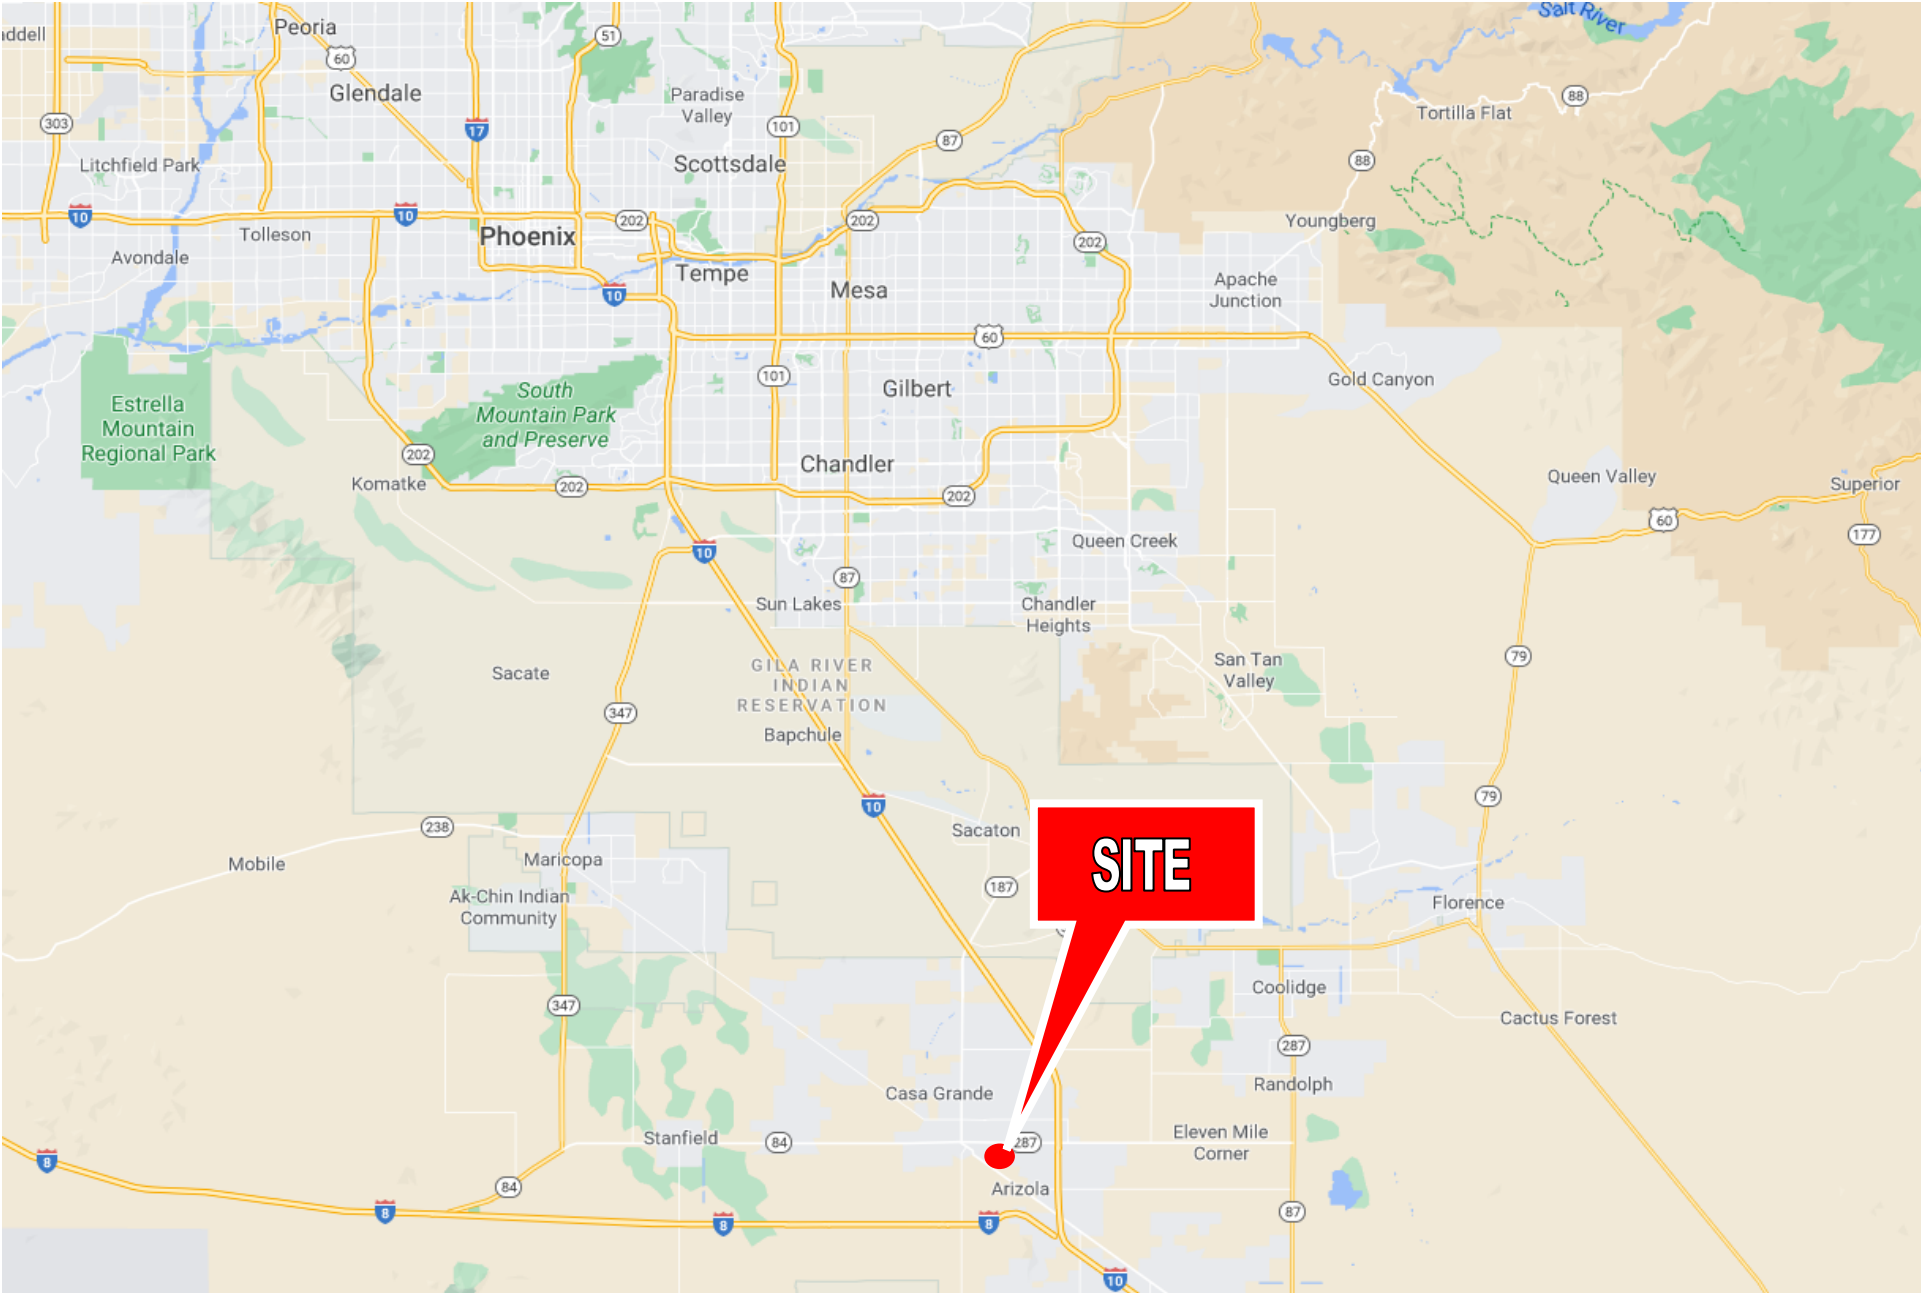 addell
Peoria
60
51
Salt River
Glendale
Paradise
Valley
303
17
101
87
Tortilla Flat
88
Litchfield Park
Scottsdale
88
10
10
202
202
Youngberg
Tolleson
Phoenix
Avondale
202
Tempe
Mesa
Apache
Junction
10
60
101
Gilbert
Gold Canyon
Estrella
Mountain
Regional Park
South
Mountain Park
and Preserve
202
Chandler
Komatke
202
202
Queen Valley
Superior
60
177
10
Queen Creek
87
Sun Lakes
Chandler
Heights
Sacate
GILA RIVER
INDIAN
RESERVATION
San Tan
Valley
79
347
Bapchule
79
10
238
Sacaton
SITE
Mobile
Maricopa
187
Ak-Chin Indian
Community
Florence
347
Coolidge
Cactus Forest
287
Casa Grande
Randolph
Stanfield
84
287
Eleven Mile
Corner
8
84
Arizola
8
8
8
87
10